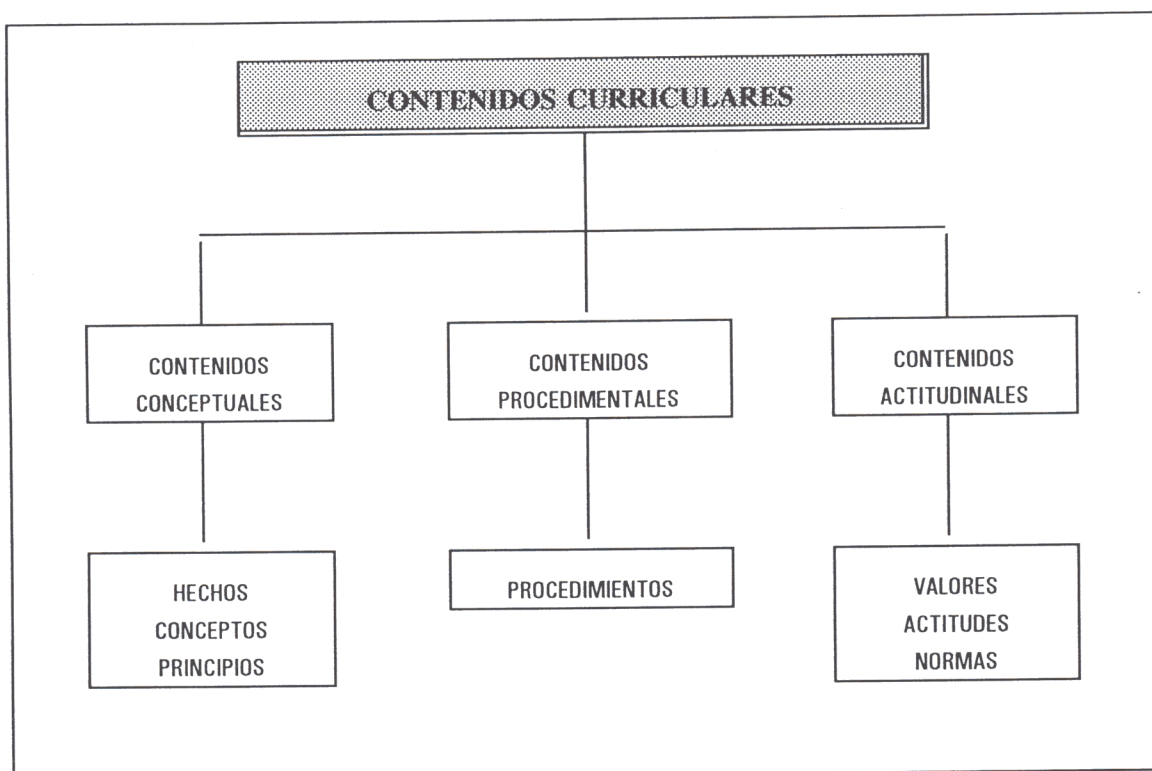 CONTENIDOS CURRICULARES
CONTENIDOS
CONCEPTUALES
CONTENIDOS
PROCEDIMENTALES
CONTENIDOS
ACTITUDINALES
HECHOS
CONCEPTOS
PRINCIPIOS
PROCEDIMIENTOS
VALORES
ACTITUDES
NORMAS